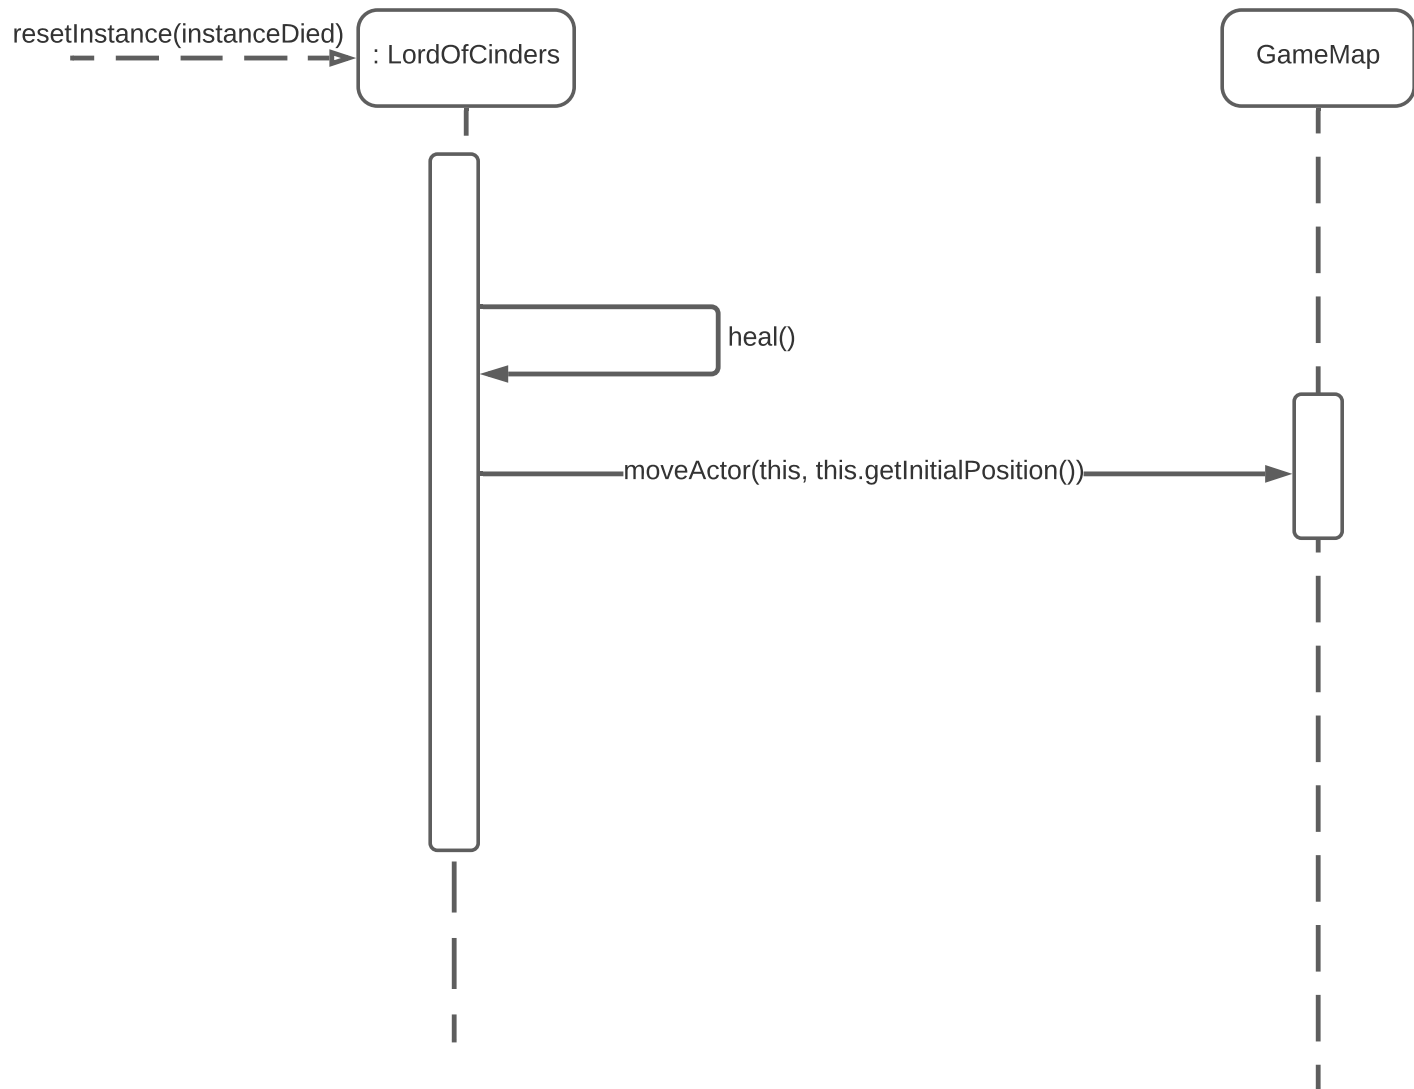 resetInstance(instanceDied)
: LordOfCinders
GameMap
heal()
moveActor(this, this.getInitialPosition())